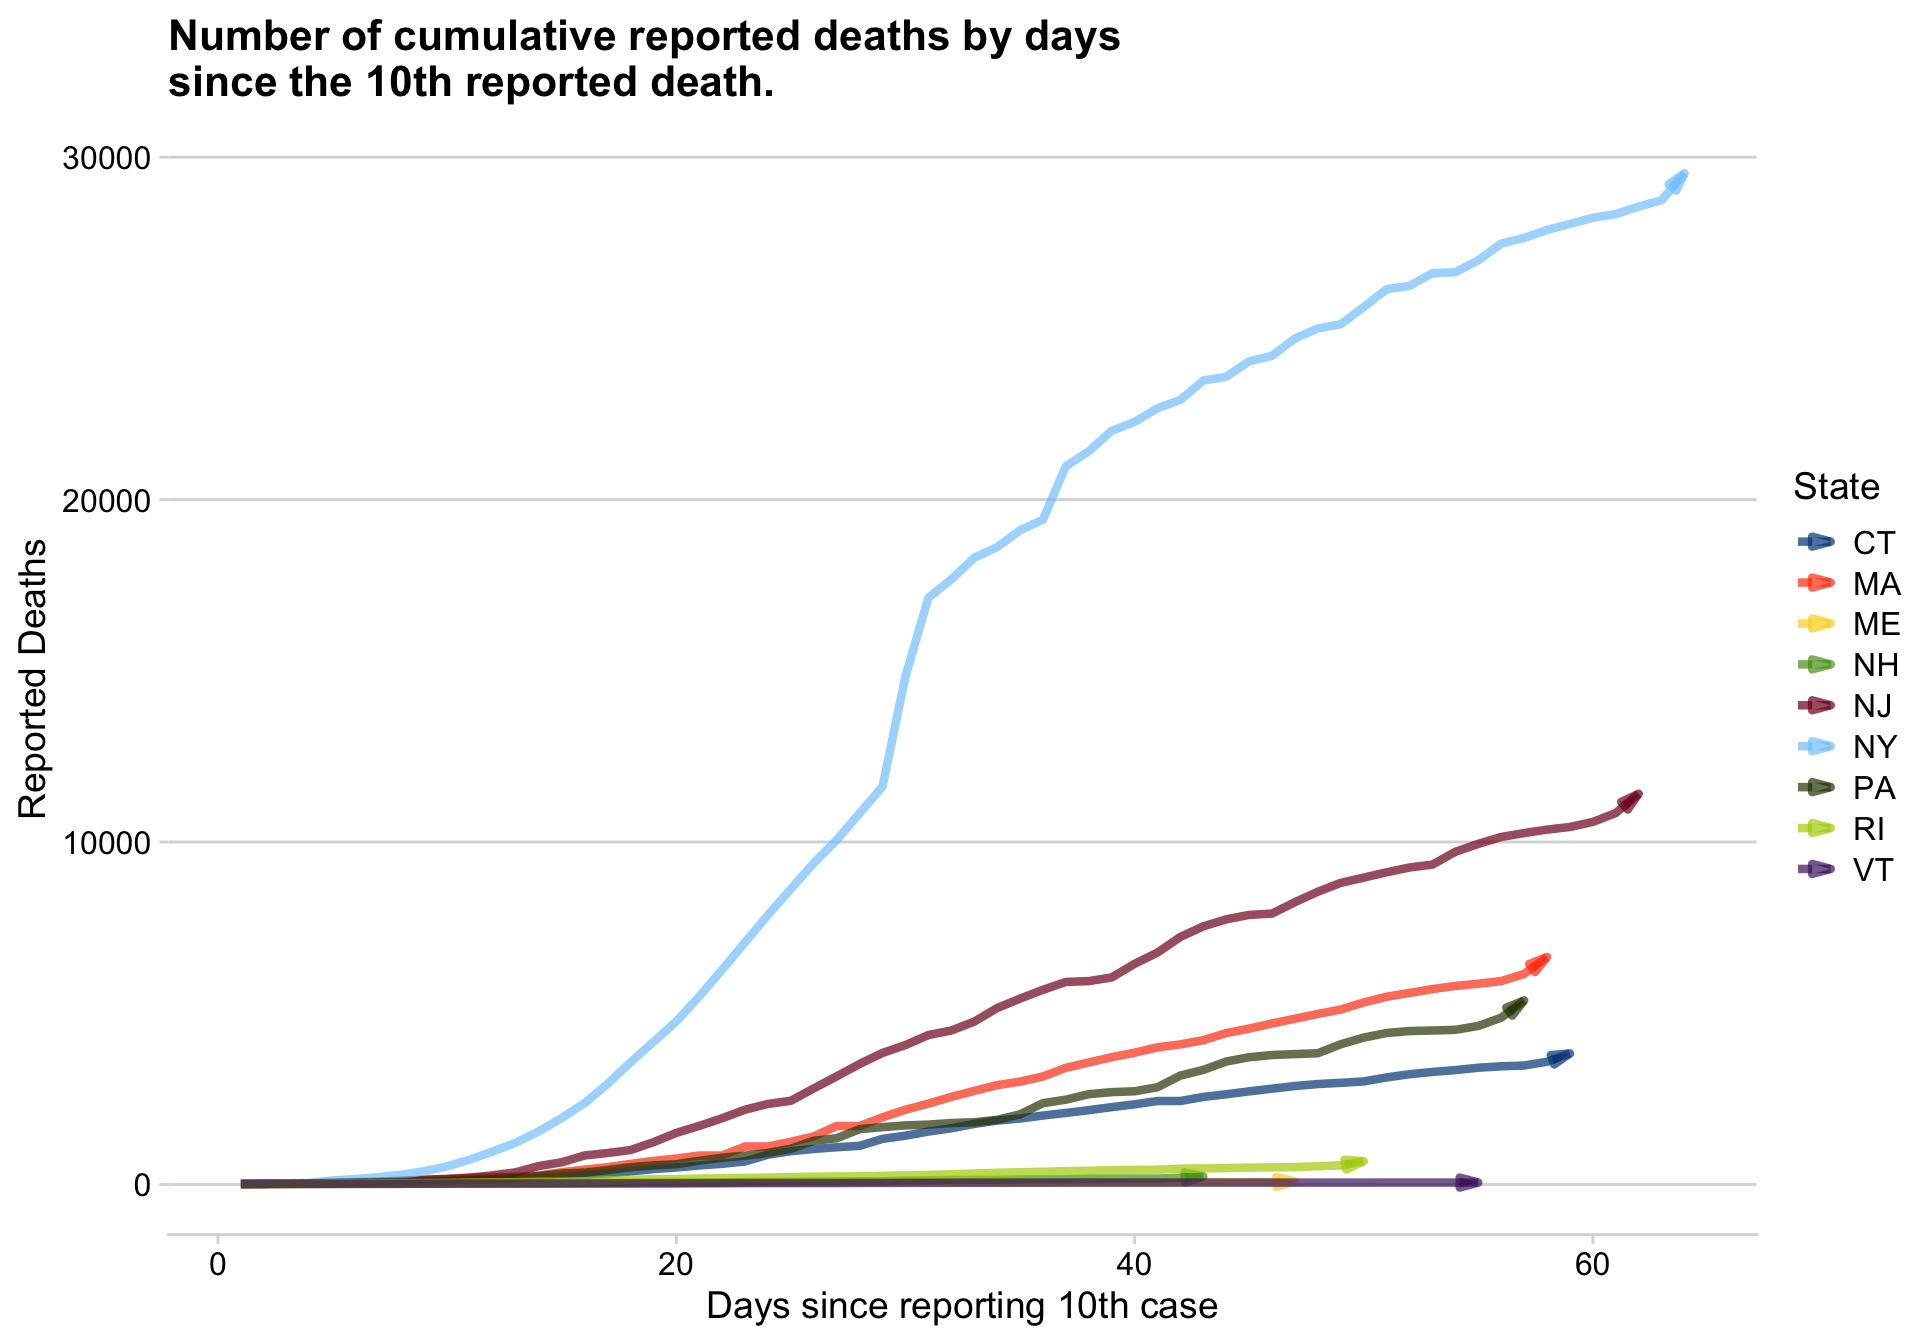 Number of cumulative reported deaths by days
since the 10th reported death.
30000
20000
10000
0
Reported Deaths
0 20 40 60
Days since reporting 10th case
State
CT
MA
ME
NH
NJ
NY
PA
RI
VT